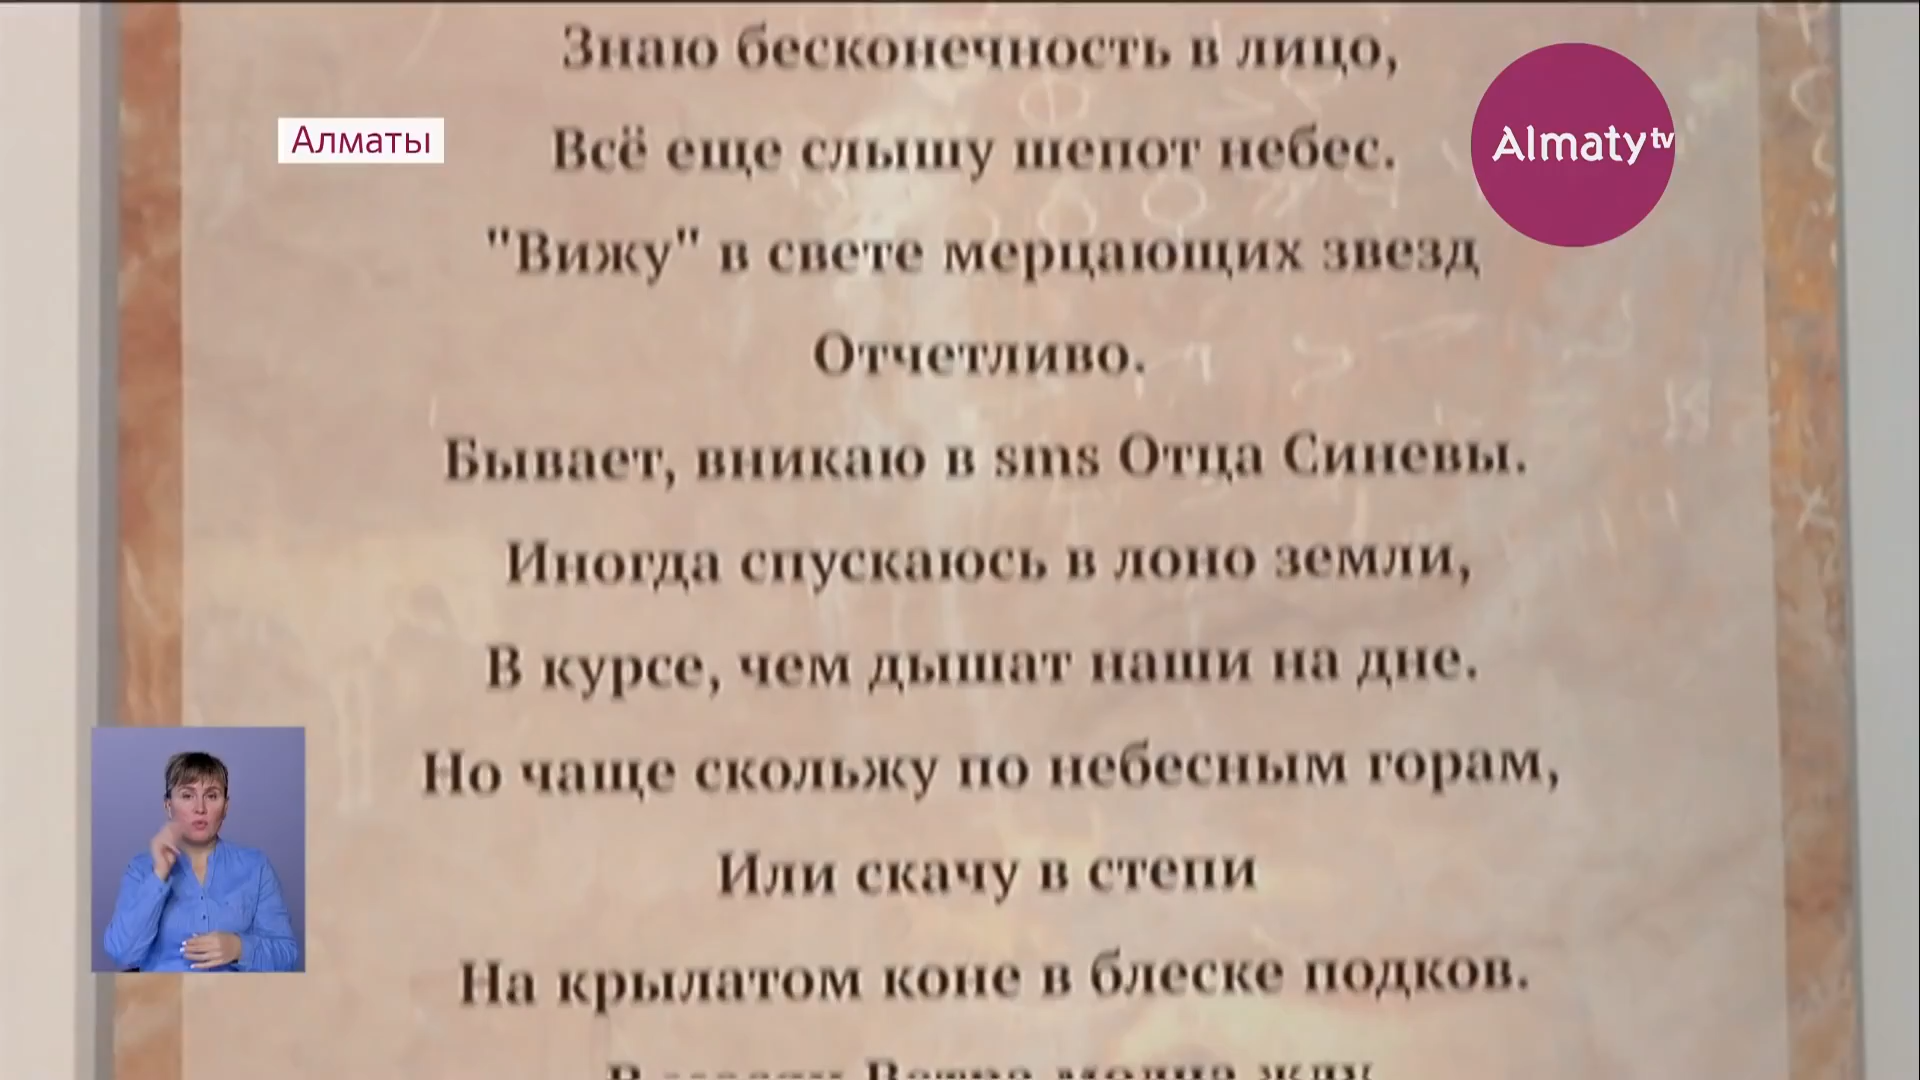 Знаю бесконечность в лицо,
Алматы
Almaty tv
Всё еще слышу шепот небес.
"Вижу" в свете мерцающих звезд
Отчетливо.
Бывает, вникаю в sms Отца Синевы.
Иногда спускаюсь в лоно земли,
В курсе, чем дышат наши на дне.
Но чаще скольжу по небесным горам,
Или скачу в степи
На крылатом коне в блеске подков.